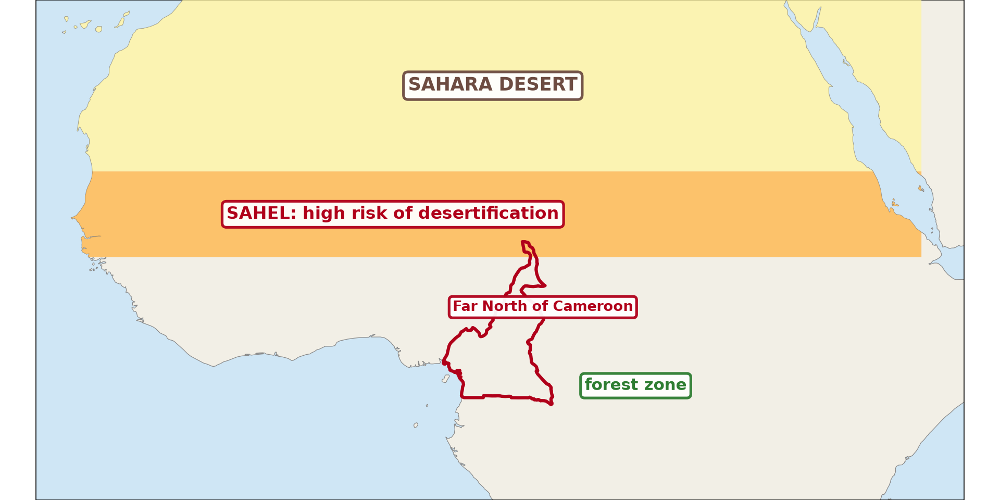 SAHARA DESERT
SAHEL: high risk of desertification
Far North of Cameroon
forest zone